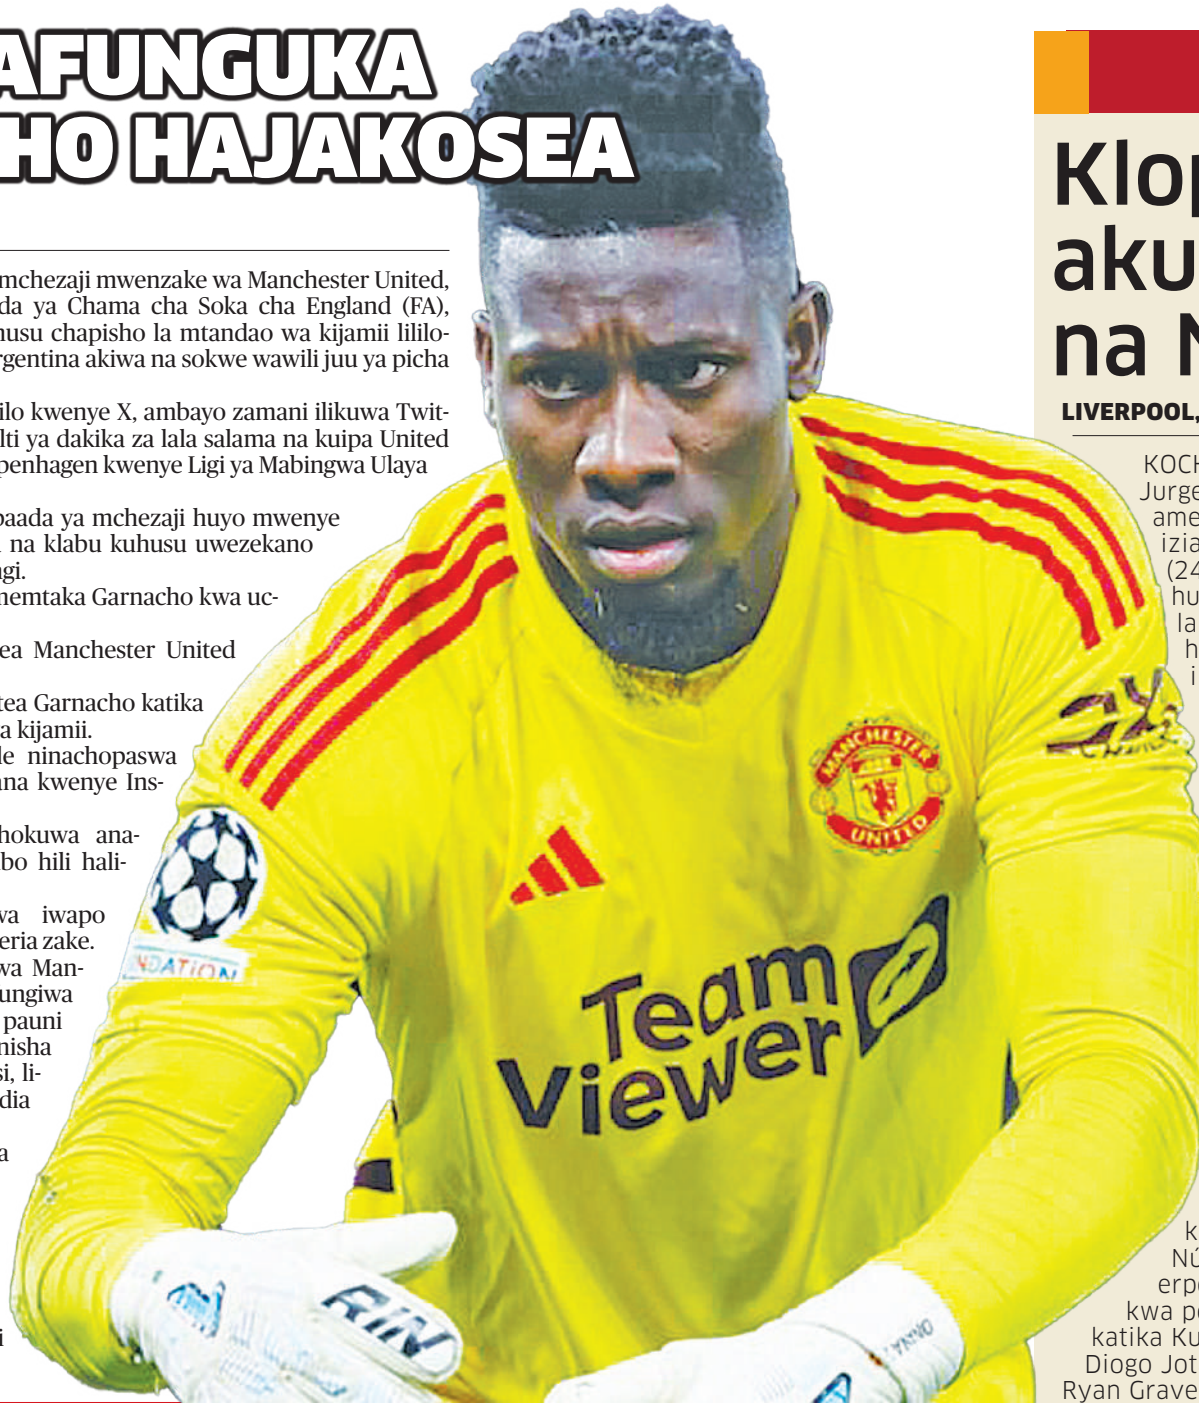 AFUNGUKA
HO HAJAKOSEA
mchezaji mwenzake wa Manchester United,
da ya Chama cha Soka cha England (FA),
husu chapisho la mtandao wa kijamii lililo-
rgentina akiwa na sokwe wawili juu ya picha
ilo kwenye X, ambayo zamani ilikuwa Twit-
lti ya dakika za lala salama na kuipa United
penhagen kwenye Ligi ya Mabingwa Ulaya
baada ya mchezaji huyo mwenye
na klabu kuhusu uwezekano
gi.
memtaka Garnacho kwa uc-
ea Manchester United
tea Garnacho katika
a kijamii.
le ninachopaswa
ana kwenye Ins-
hokuwa ana-
bo hili hali-
wa iwapo
eria zake.
wa Man-
ungiwa
pauni
nisha
si, li-
dia
a
i
MANCHESTER
UNITED
NDATION
Team
Viewer
RIN
ONANA
Klop
aku
na N
LIVERPOOL,
KOCH
Jurge
ame
izia
(24
hu
la
h
i
k
Nú
erpo
kwa po
katika Ku
Diogo Jot
Ryan Grave